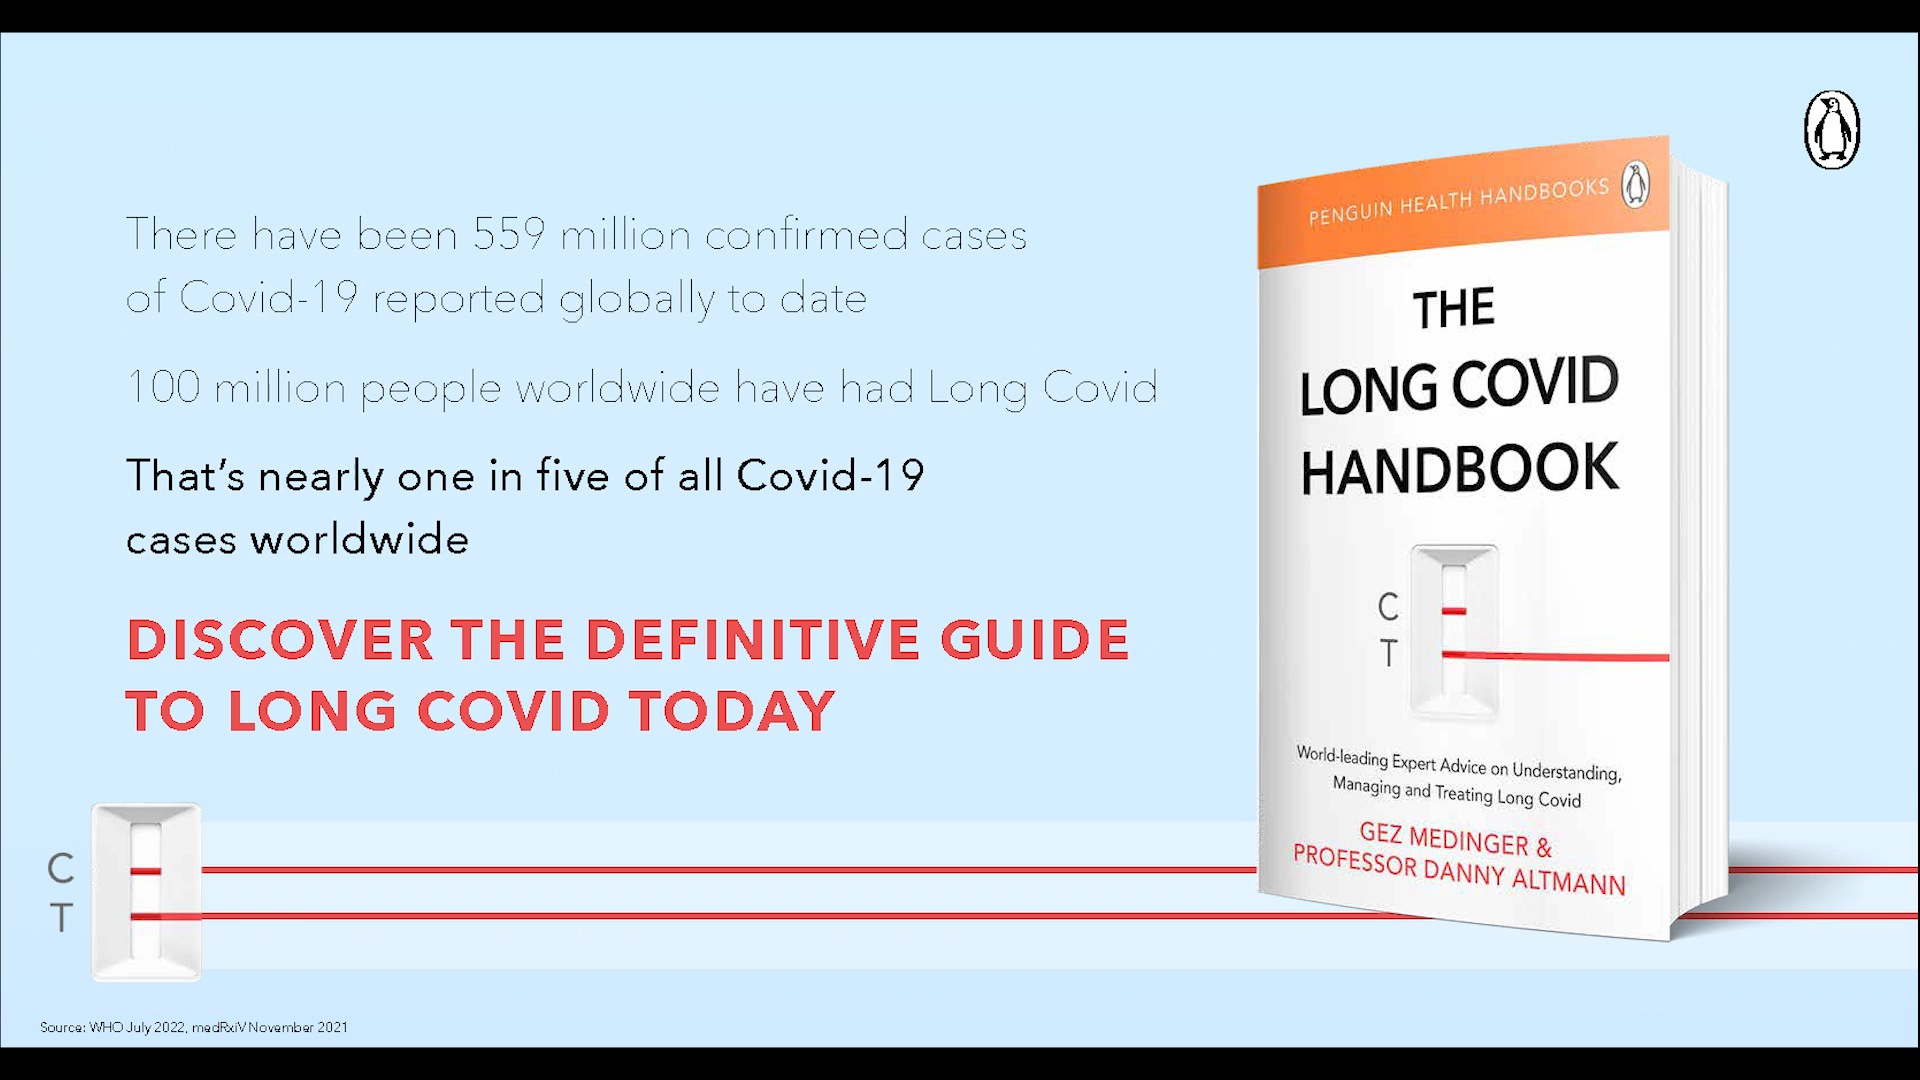 There have been 559 million confirmed cases
of Covid-19 reported globally to date
100 million people worldwide have had Long Covid
That’s nearly one in five of all Covid-19
cases worldwide
DISCOVER THE DEFINITIVE GUIDE
TO LONG COVID TODAY
C
T
Source: WHO July 2022, medRxiV November 2021
PENGUIN HEALTH HANDBOOKS
THE
LONG COVID
HANDBOOK
C
T
World-leading Expert Advice on Understanding,
Managing and Treating Long Covid
GEZ MEDINGER &
PROFESSOR DANNY ALTMANN